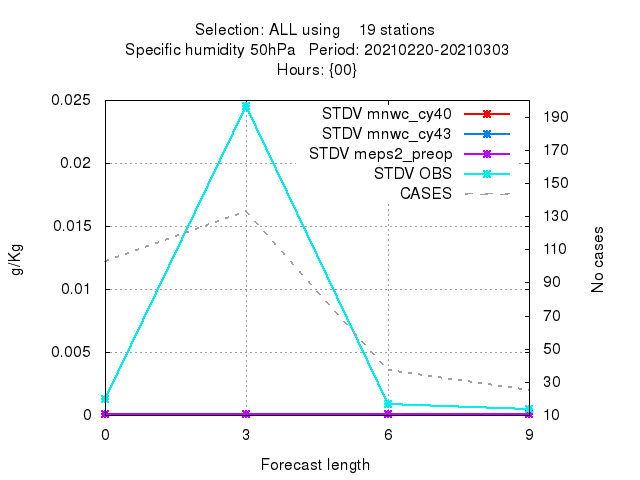 Selection: ALL using 19 stations
Specific humidity 50hPa Period: 20210220-20210303
Hours: {00}
STDV mnwc_cy40
STDV mnwc_cy43
STDV meps2_preop
STDV OBS
CASES
0.025
0.02
0.015
0.01
0.005
0
g/Kg
190
170
150
130
110
90
70
50
30
10
No cases
0 3 6 9
Forecast length